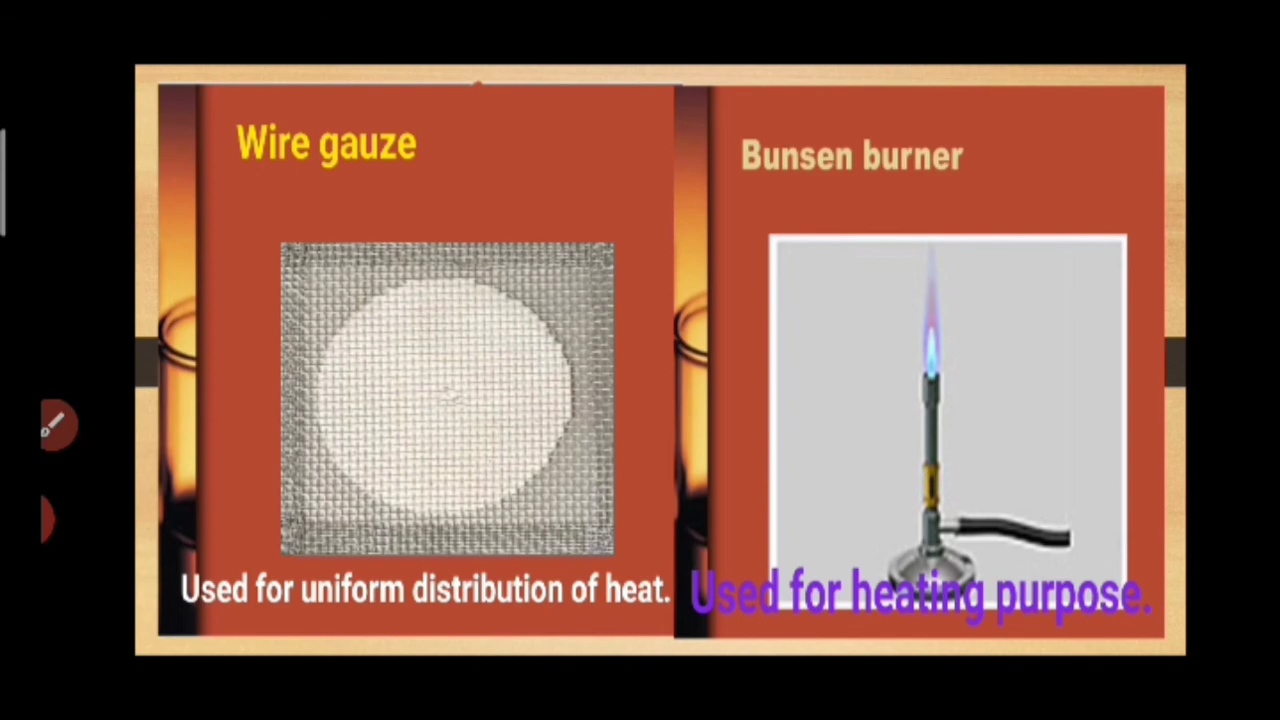 Wire gauze
Used for uniform distribution of heat.
Bunsen burner
Used for heating purpose.